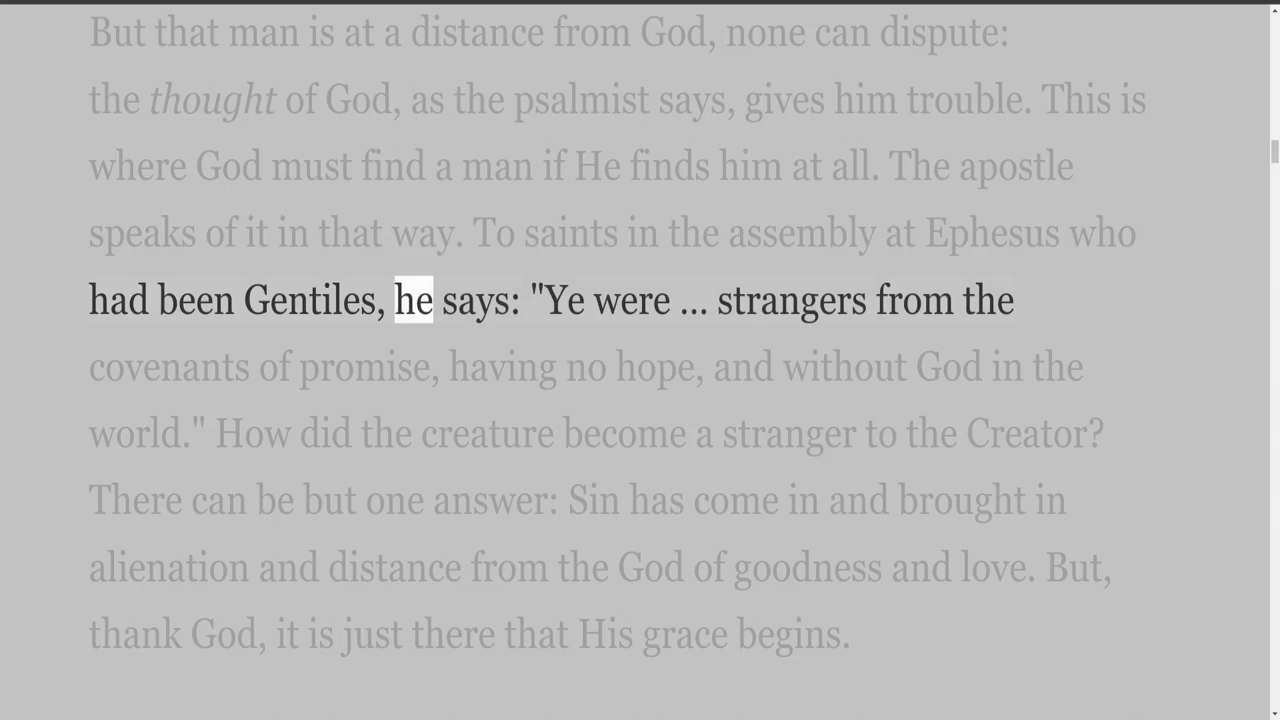 But that man is at a distance from God, none can dispute:
the thought of God, as the psalmist says, gives him trouble. This is
where God must find a man if He finds him at all. The apostle
speaks of it in that way. To saints in the assembly at Ephesus who
had been Gentiles, he says: "Ye were ... strangers from the
covenants of promise, having no hope, and without God in the
world." How did the creature become a stranger to the Creator?
There can be but one answer: Sin has come in and brought in
alienation and distance from the God of goodness and love. But,
thank God, it is just there that His grace begins.